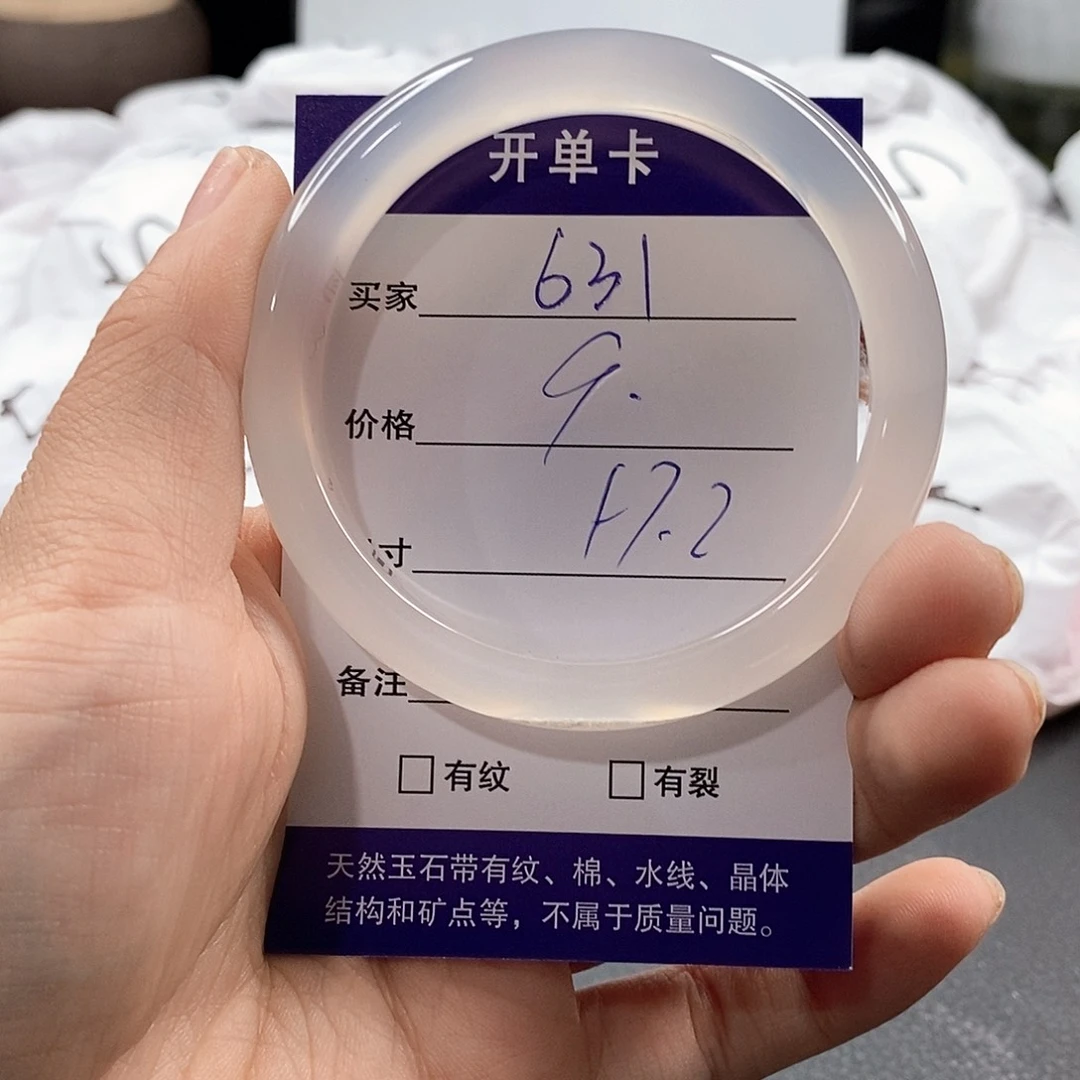 开单卡
买家 631
价格 9.
寸 57.2
备注
有纹 有裂
天然玉石带有纹、棉、水线、晶体
结构和矿点等，不属于质量问题。